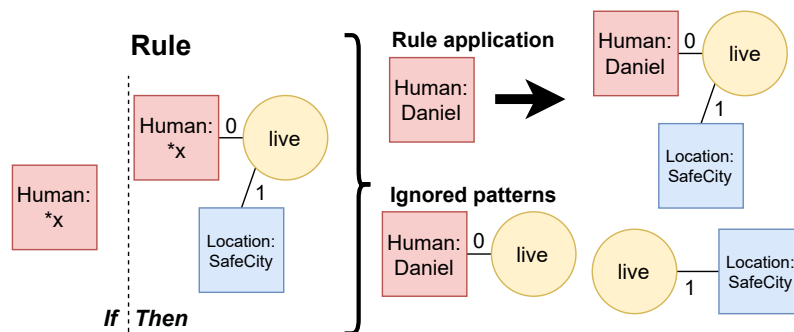 Rule
Human:
*x
If
Then
Human:
*x
0
live
1
Location:
SafeCity
Rule application
Human:
Daniel
Human:
Daniel
0
live
1
Location:
SafeCity
Ignored patterns
Human:
Daniel
0
live
live
1
Location:
SafeCity